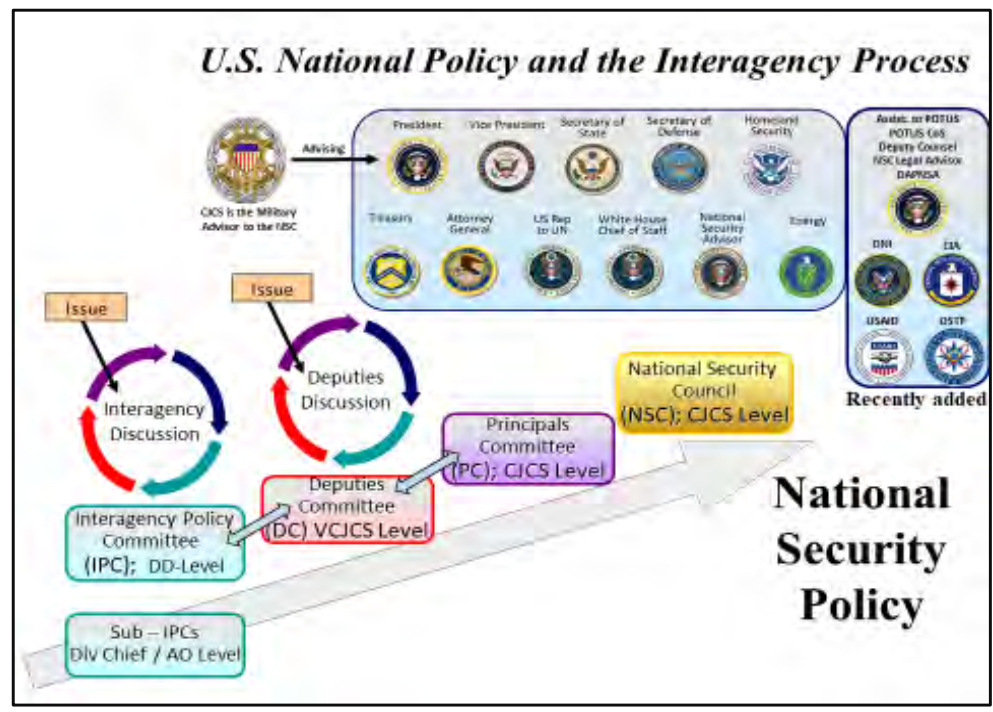 U.S. National Policy and the Interagency Process
President
Vice President
Secretary of
State
Secretary of
Defense
Homeland
Security
Assist. to POTUS
POTUS CoS
Deputy Counsel
NSC Legal Advisor
DAPNSA
Advising
CJCS is the Military
Advisor to the NSC
Treasury
Attorney
General
US Rep
to UN
White House
Chief of Staff
National
Security
Advisor
Energy
DNI
CIA
USAID
OSTP
Recently added
Issue
Issue
Interagency
Discussion
Deputies
Discussion
National Security
Council
(NSC); CJCS Level
Principals
Committee
(PC); CJCS Level
Deputies
Committee
(DC) VCJCS Level
Interagency Policy
Committee
(IPC); DD-Level
Sub – IPCs
Div Chief / AO Level
National
Security
Policy